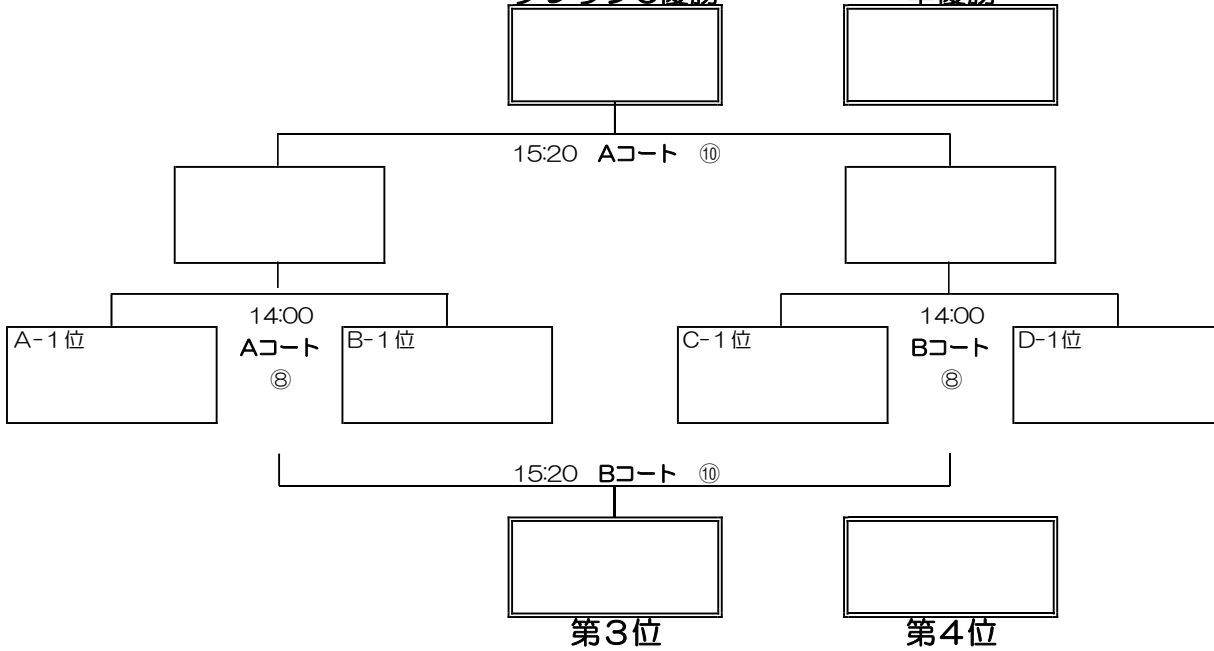 15:20 Aコート ⑩
14:00
14:00
A-1位
Aコート
B-1位
C-1位
Bコート
D-1位
⑧
⑧
15:20 Bコート ⑩
第3位
第4位